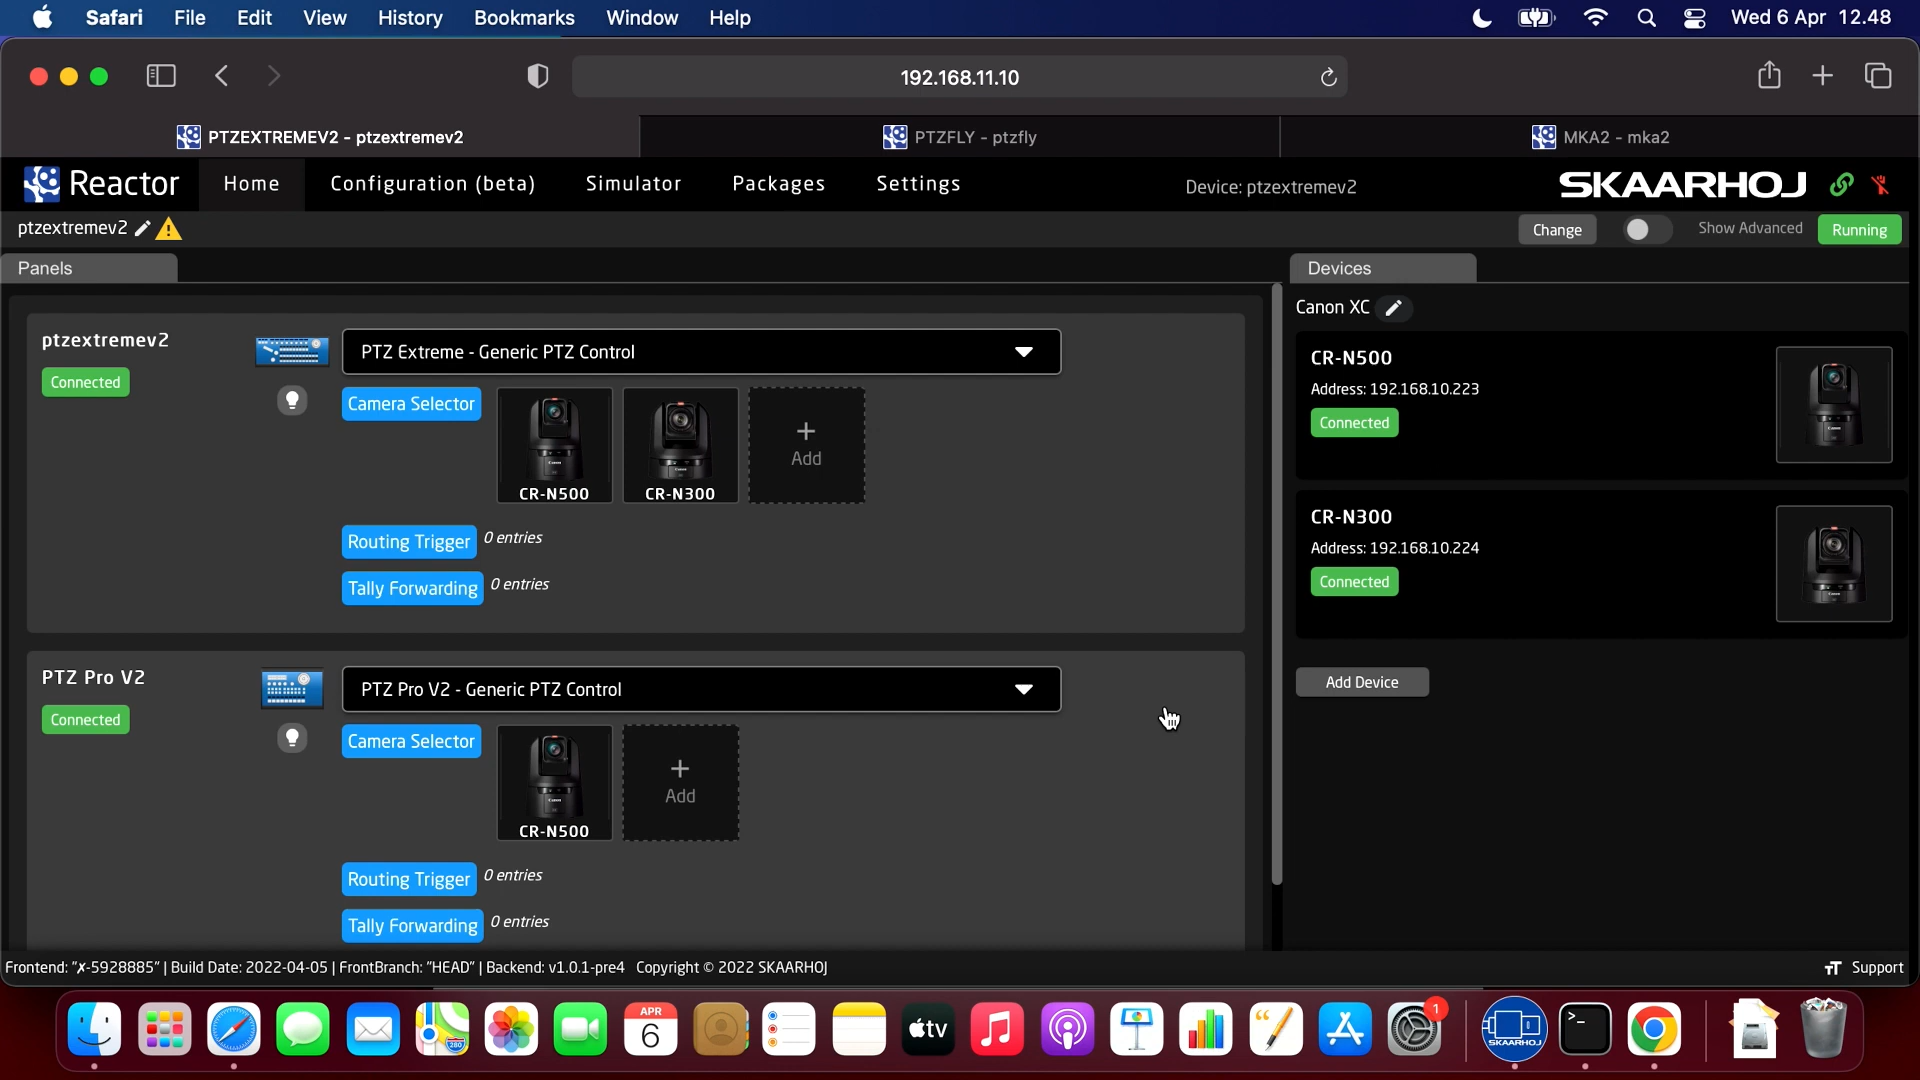 Safari File Edit View History Bookmarks Window Help Wed 6 Apr 12.48
192.168.11.10
PTZEXTREMEV2 - ptzextremev2 PTZFLY - ptzfly MKA2 - mka2
Reactor Home Configuration (beta) Simulator Packages Settings Device: ptzextremev2 SKAARHOJ
ptzextremev2 Change Show Advanced Running
Panels Devices
Canon XC
ptzextremev2
Connected
PTZ Extreme - Generic PTZ Control
Camera Selector
CR-N500
CR-N300
+
Add
Routing Trigger 0 entries
Tally Forwarding 0 entries
PTZ Pro V2
Connected
PTZ Pro V2 - Generic PTZ Control
Camera Selector
CR-N500
+
Add
Routing Trigger 0 entries
Tally Forwarding 0 entries
CR-N500
Address: 192.168.10.223
Connected
CR-N300
Address: 192.168.10.224
Connected
Add Device
Frontend: "✗-5928885" | Build Date: 2022-04-05 | FrontBranch: "HEAD" | Backend: v1.0.1-pre4 Copyright © 2022 SKAARHOJ
Support
APR
6
tv
1
SKAARHOJ
280